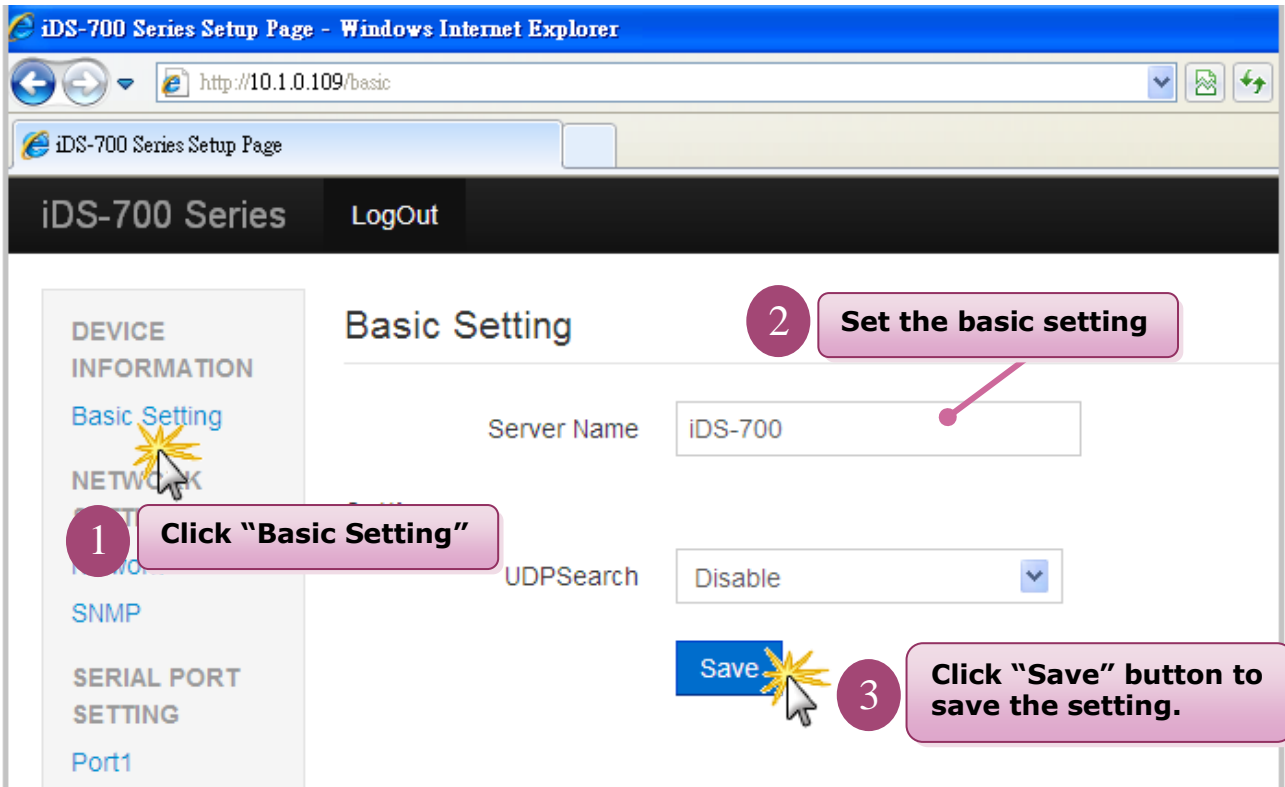 iDS-700 Series Setup Page - Windows Internet Explorer
http://10.1.0.109/basic
iDS-700 Series Setup Page
iDS-700 Series LogOut
DEVICE
INFORMATION
Basic Setting
NETWORK
SNMP
SERIAL PORT
SETTING
Port1
Basic Setting
2 Set the basic setting
Server Name iDS-700
1 Click “Basic Setting”
UDPSearch Disable
Save
3 Click “Save” button to
save the setting.